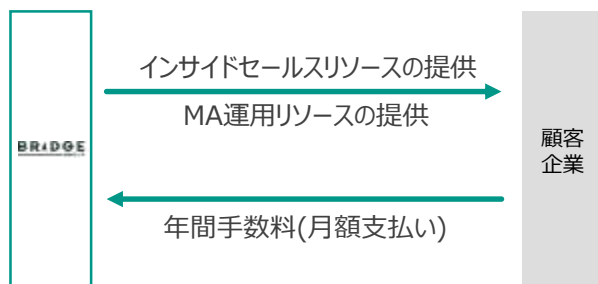 インサイドセールスリソースの提供
MA運用リソースの提供
BRIDGE
顧客
企業
年間手数料(月額支払い)